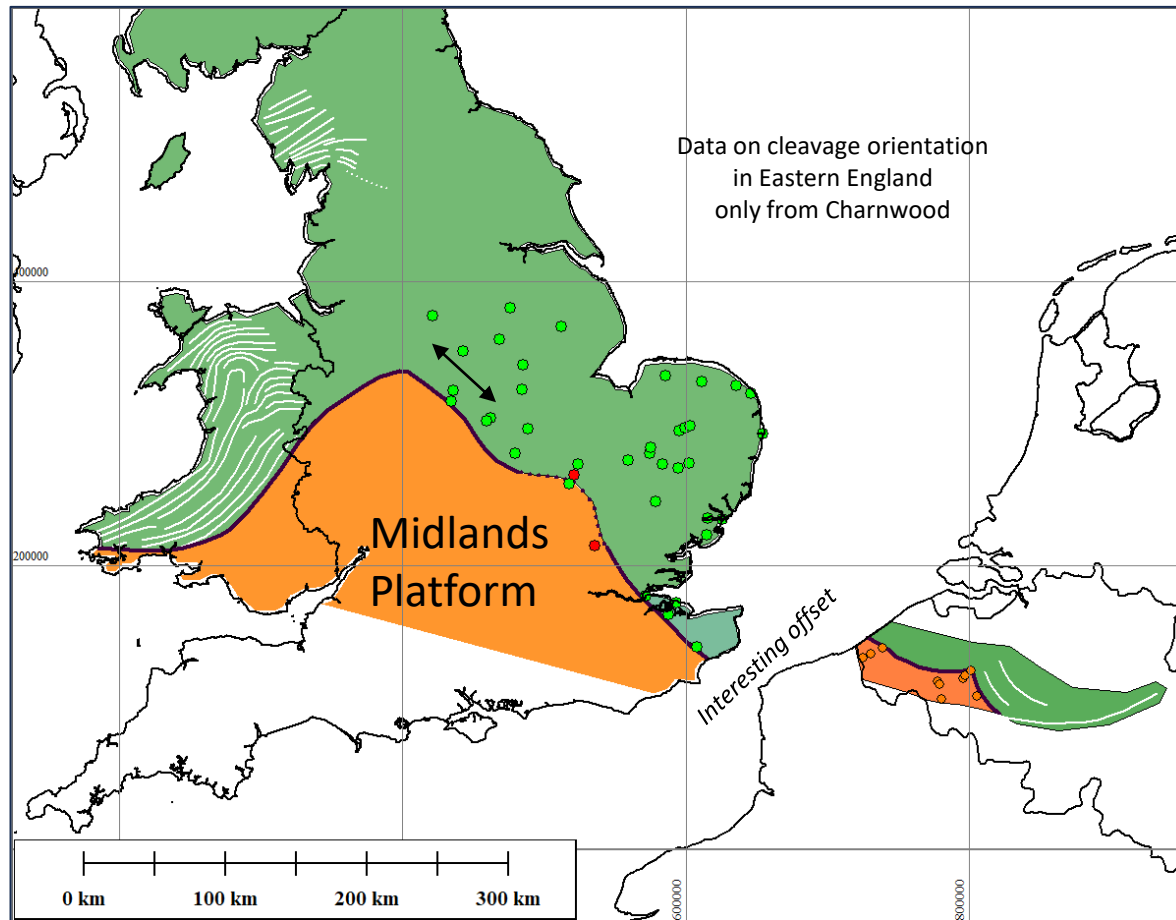 Data on cleavage orientation
in Eastern England
only from Charnwood
00000
Midlands
Platform
200000
Interesting offset
600000
800000
0 km 100 km 200 km 300 km